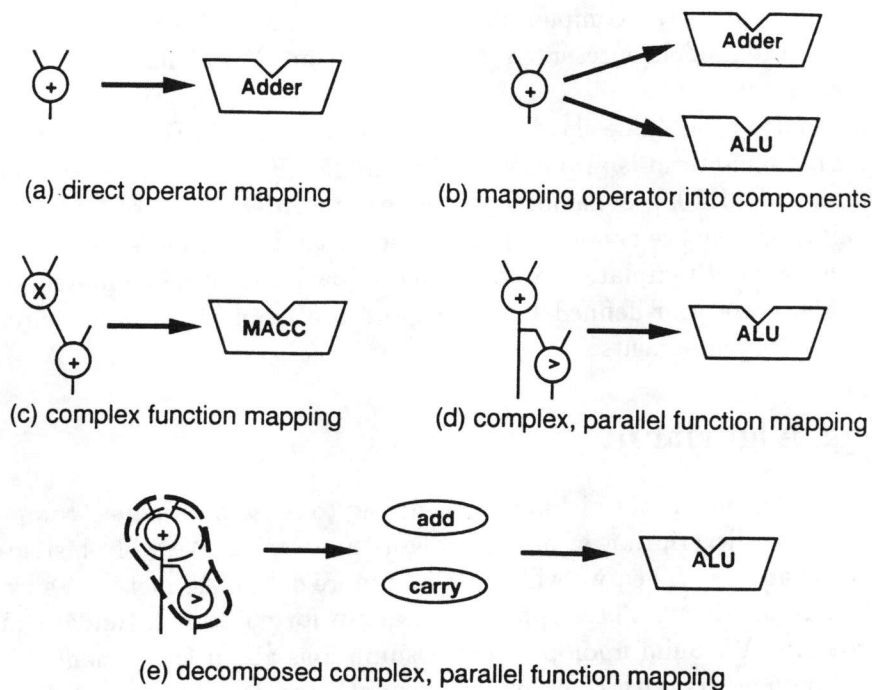 +
Adder
+
Adder
ALU
(a) direct operator mapping
(b) mapping operator into components
X
+
MACC
+
>
ALU
(c) complex function mapping
(d) complex, parallel function mapping
+
>
add
carry
ALU
(e) decomposed complex, parallel function mapping